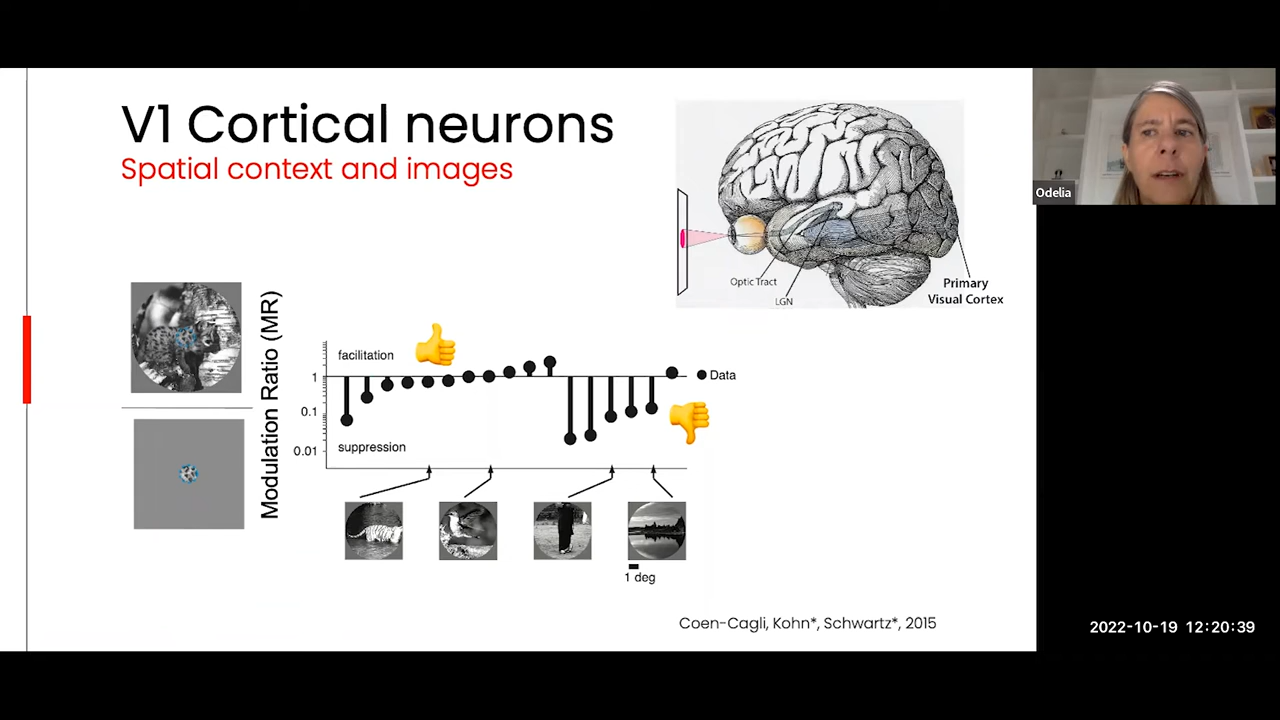 V1 Cortical neurons
Spatial context and images
Optic Tract
LGN
Primary
Visual Cortex
Odelia
Modulation Ratio (MR)
facilitation
1
Data
0.1
suppression
0.01
1 deg
Coen-Cagli, Kohn*, Schwartz*, 2015
2022-10-19 12:20:39